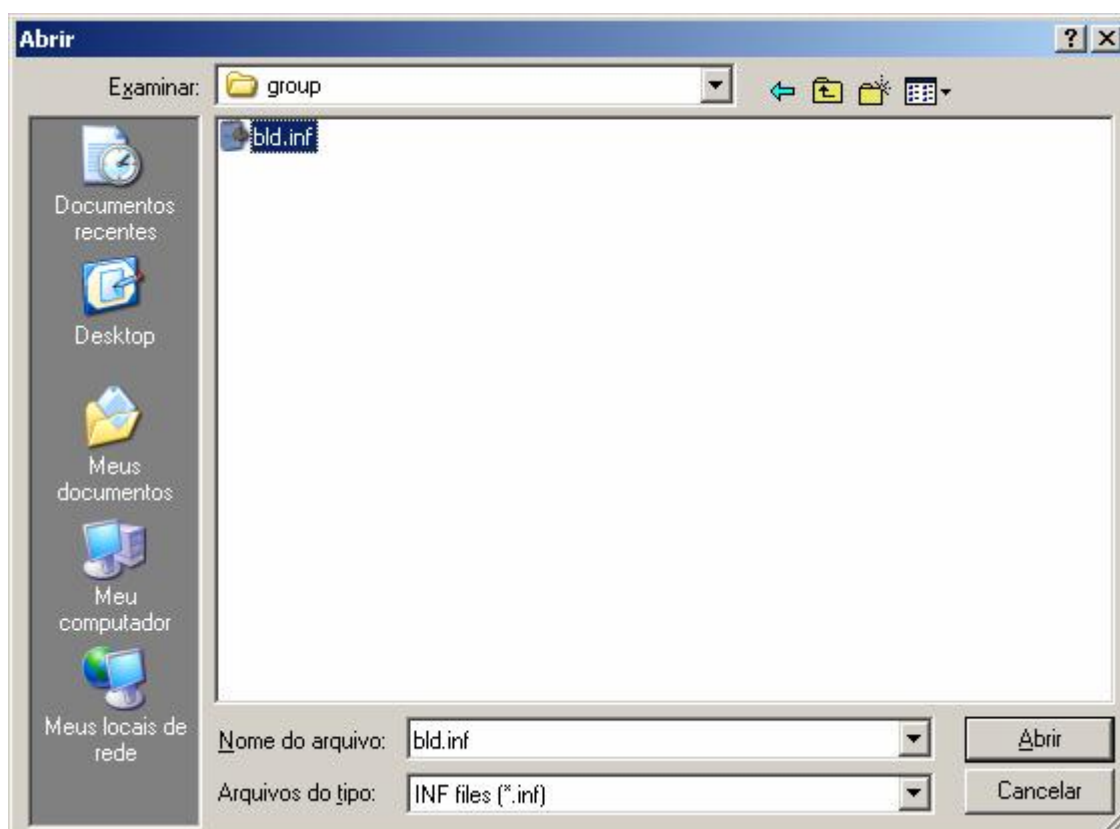 Abrir
Examinar:
group
bld.inf
Documentos
recentes
Desktop
Meus
documentos
Meu
computador
Meus locais de
rede
Nome do arquivo:
bld.inf
Abrir
Arquivos do tipo:
INF files (*.inf)
Cancelar